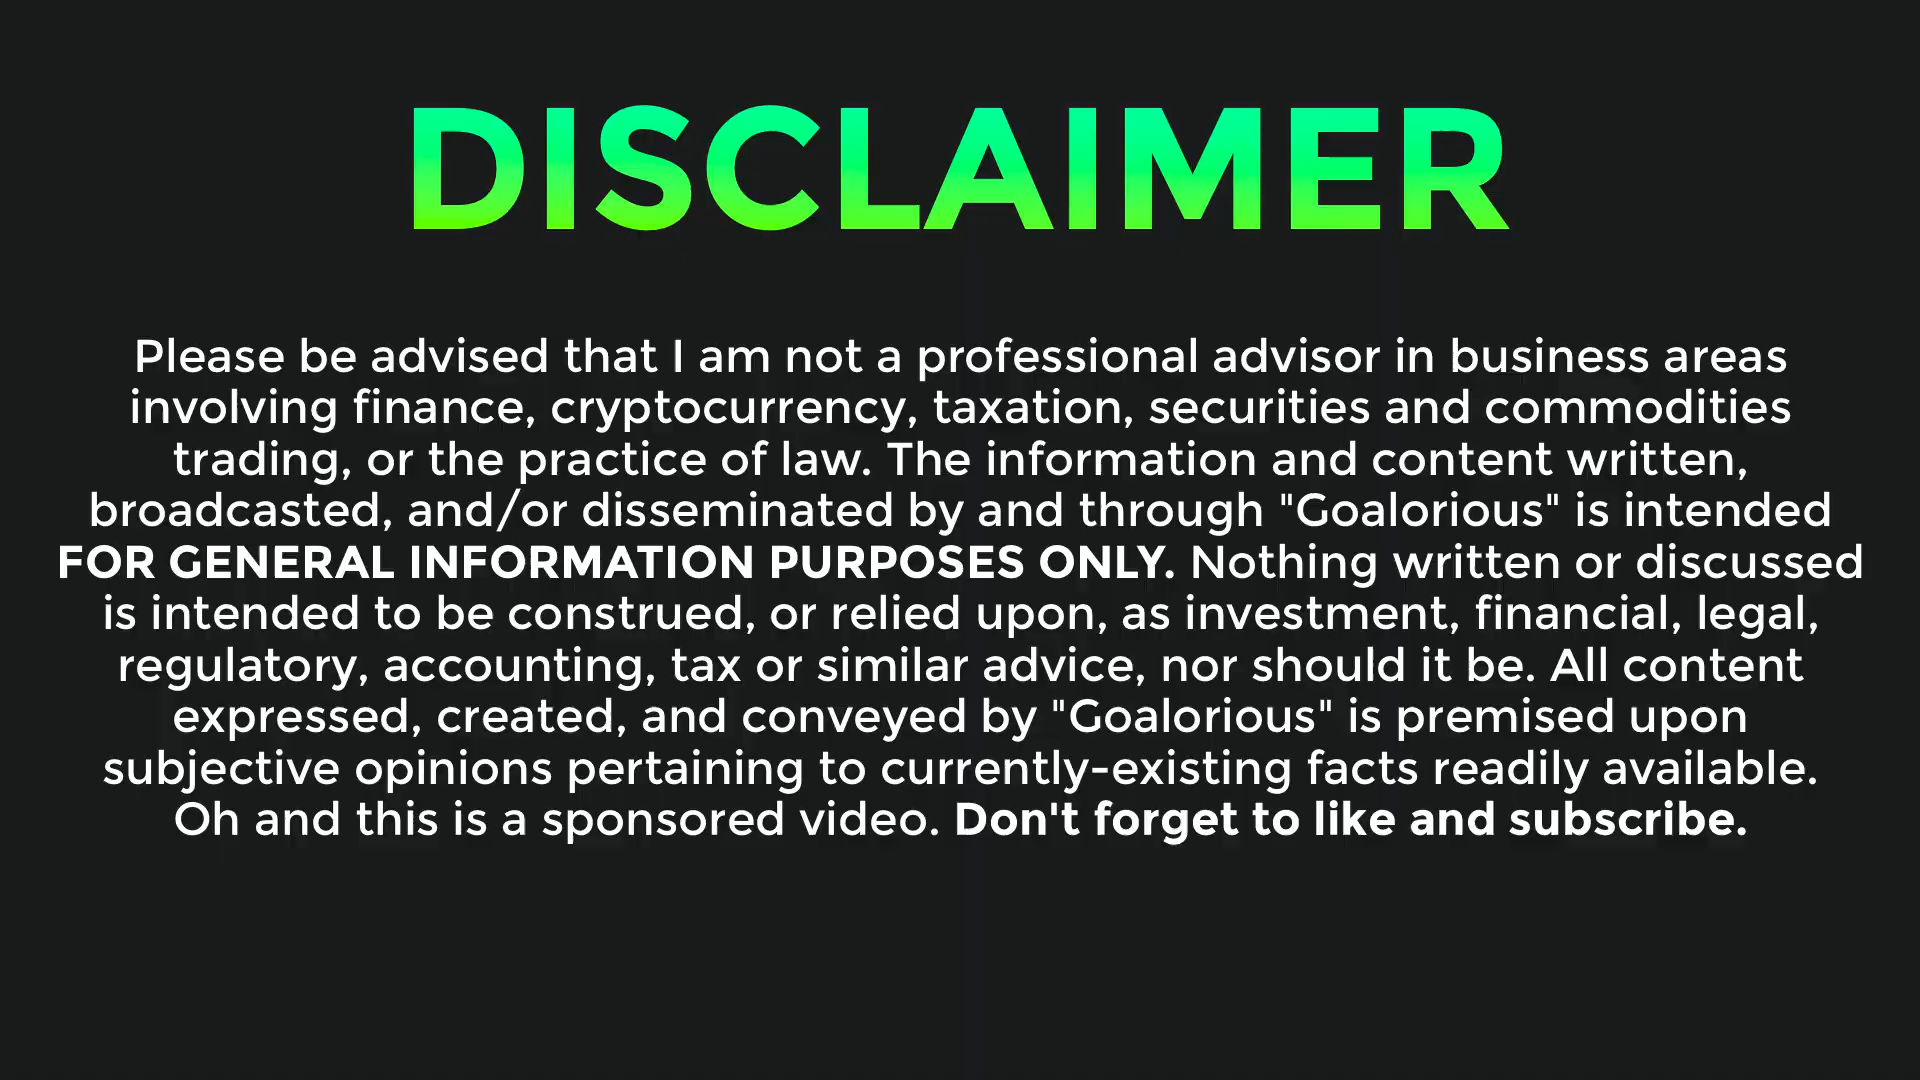 DISCLAIMER
Please be advised that I am not a professional advisor in business areas
involving finance, cryptocurrency, taxation, securities and commodities
trading, or the practice of law. The information and content written,
broadcasted, and/or disseminated by and through "Goalorious" is intended
FOR GENERAL INFORMATION PURPOSES ONLY. Nothing written or discussed
is intended to be construed, or relied upon, as investment, financial, legal,
regulatory, accounting, tax or similar advice, nor should it be. All content
expressed, created, and conveyed by "Goalorious" is premised upon
subjective opinions pertaining to currently-existing facts readily available.
Oh and this is a sponsored video. Don't forget to like and subscribe.